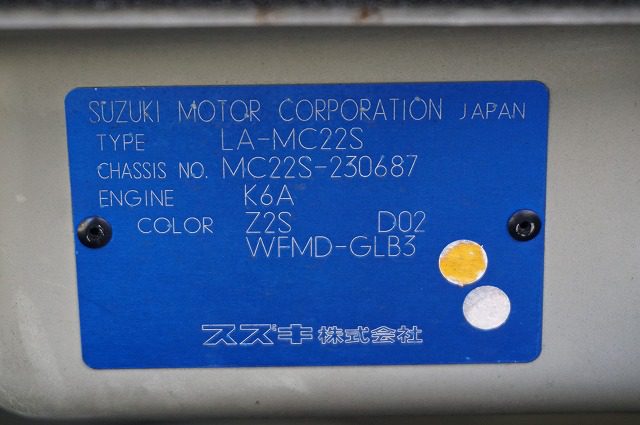 SUZUKI MOTOR CORPORATION JAPAN
TYPE LA-MC22S
CHASSIS NO. MC22S-230687
ENGINE K6A
COLOR Z2S D02
WFMD-GLB3
スズキ株式会社